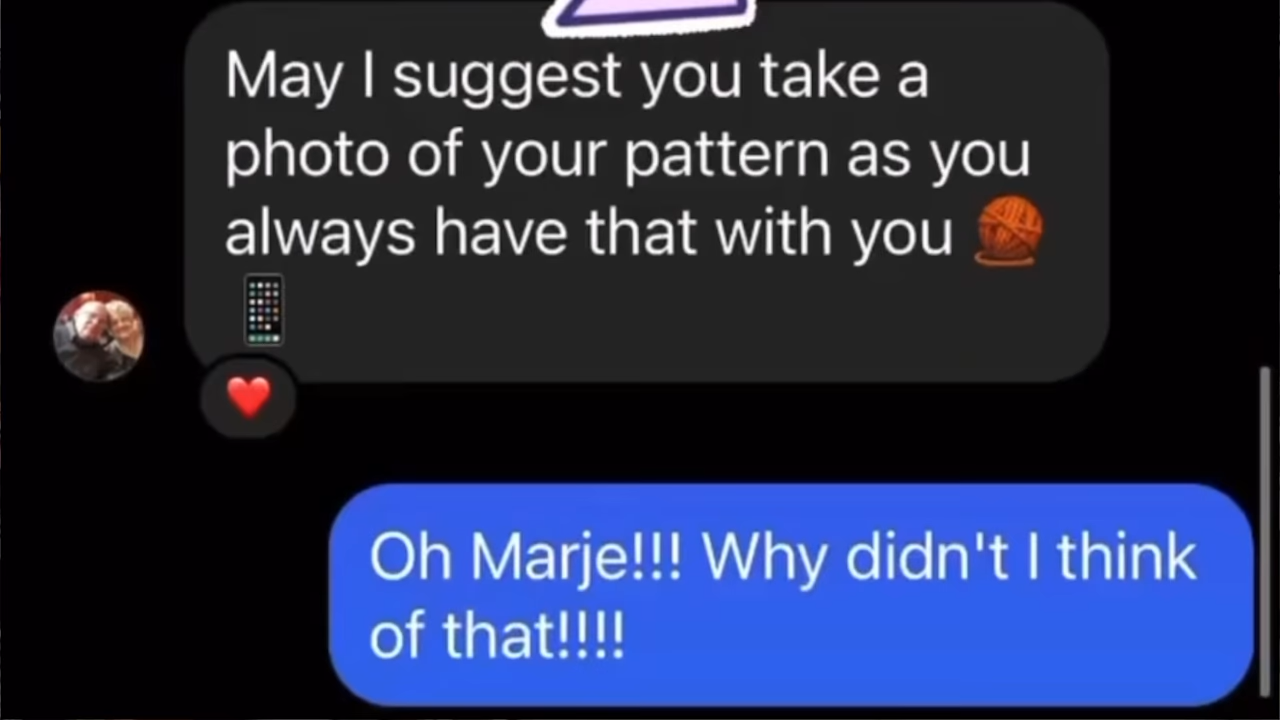 May I suggest you take a
photo of your pattern as you
always have that with you 🧶
📱
Oh Marje!!! Why didn't I think
of that!!!!